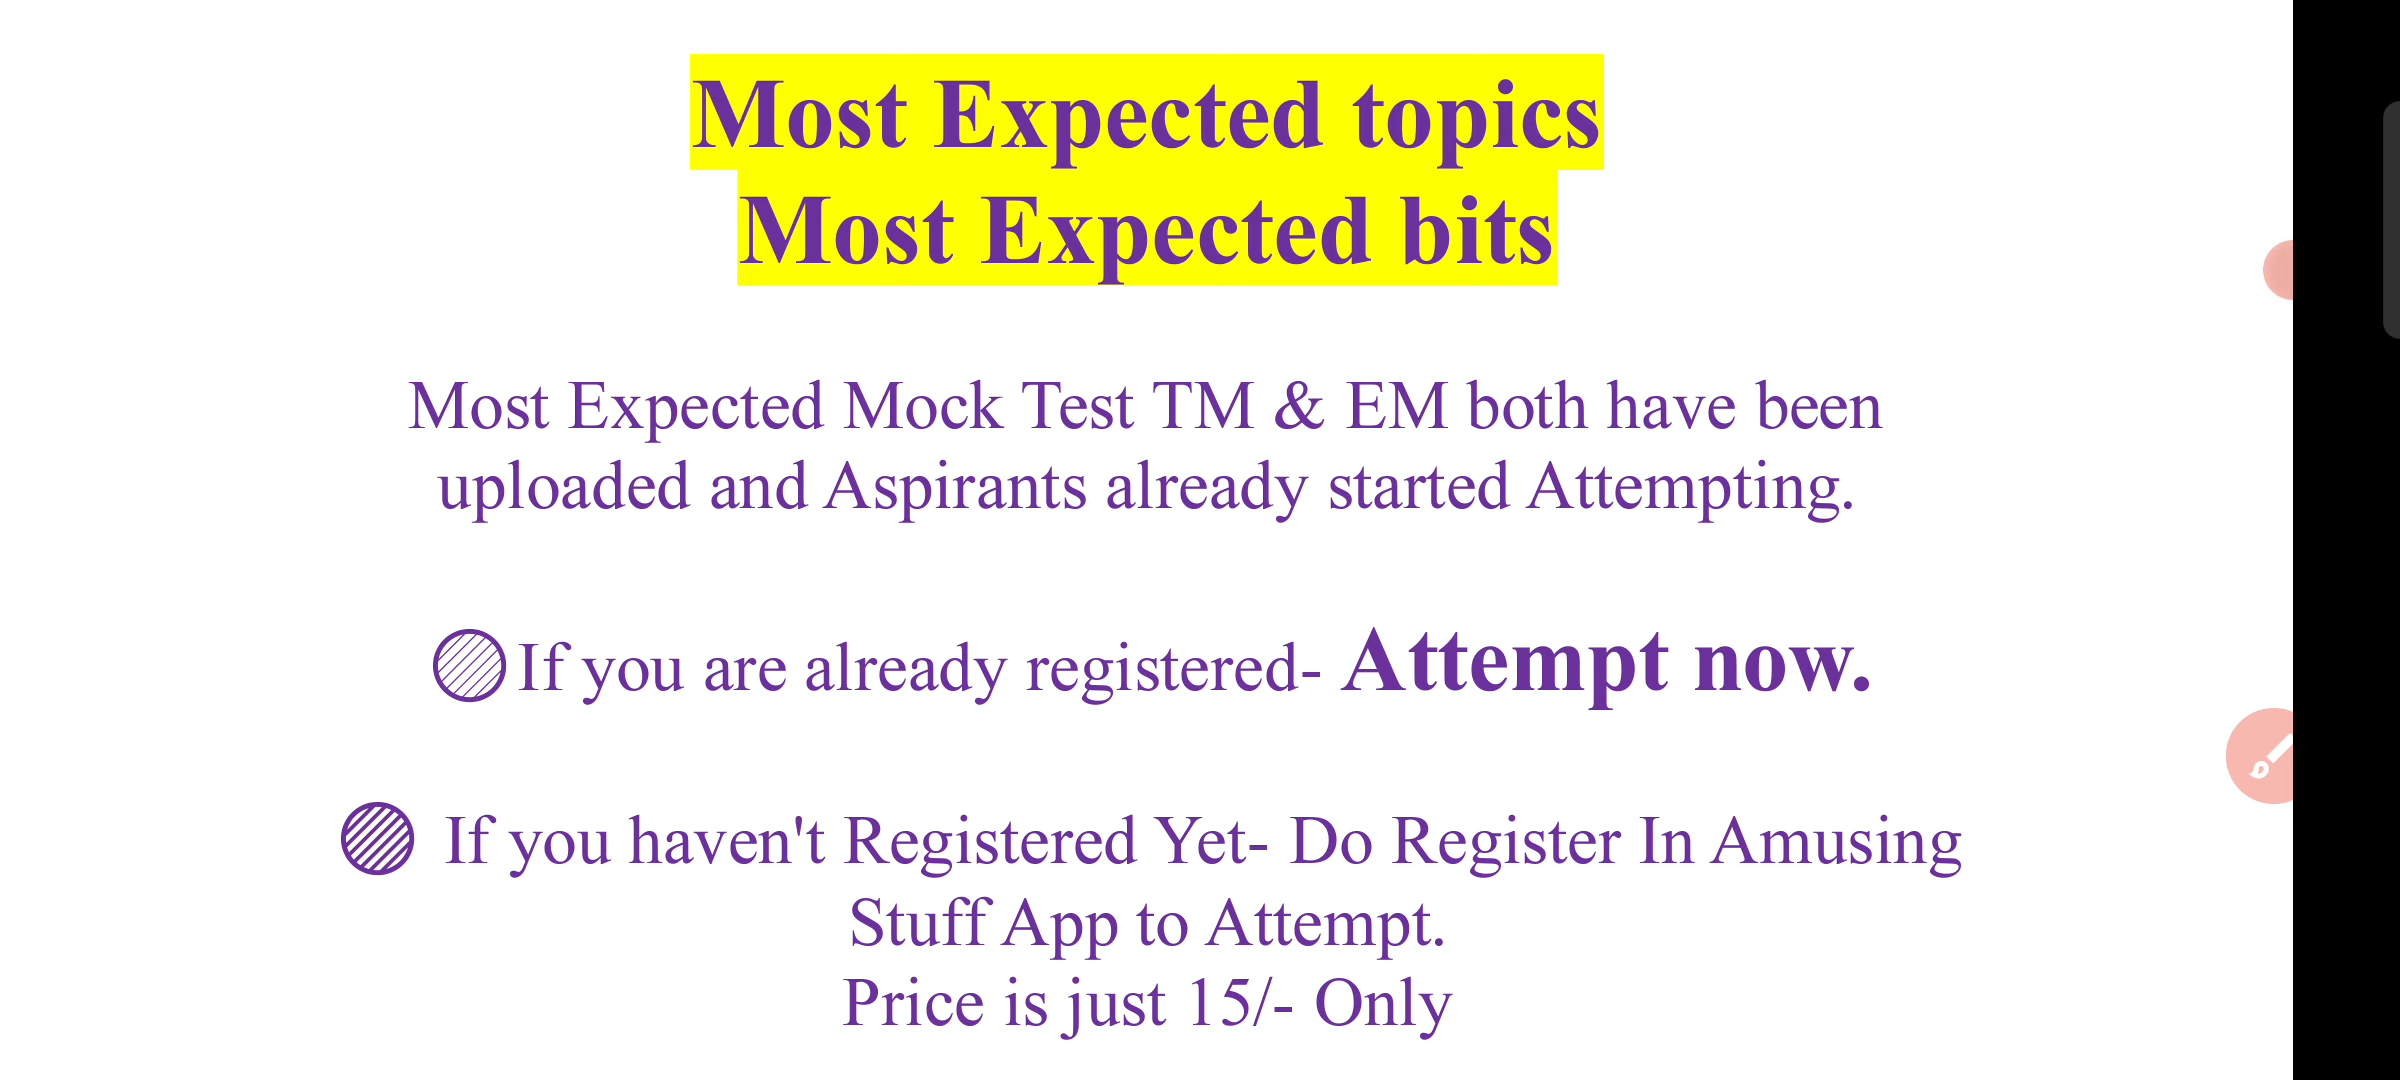 Most Expected topics
Most Expected bits
Most Expected Mock Test TM & EM both have been
uploaded and Aspirants already started Attempting.
If you are already registered- Attempt now.
If you haven't Registered Yet- Do Register In Amusing
Stuff App to Attempt.
Price is just 15/- Only